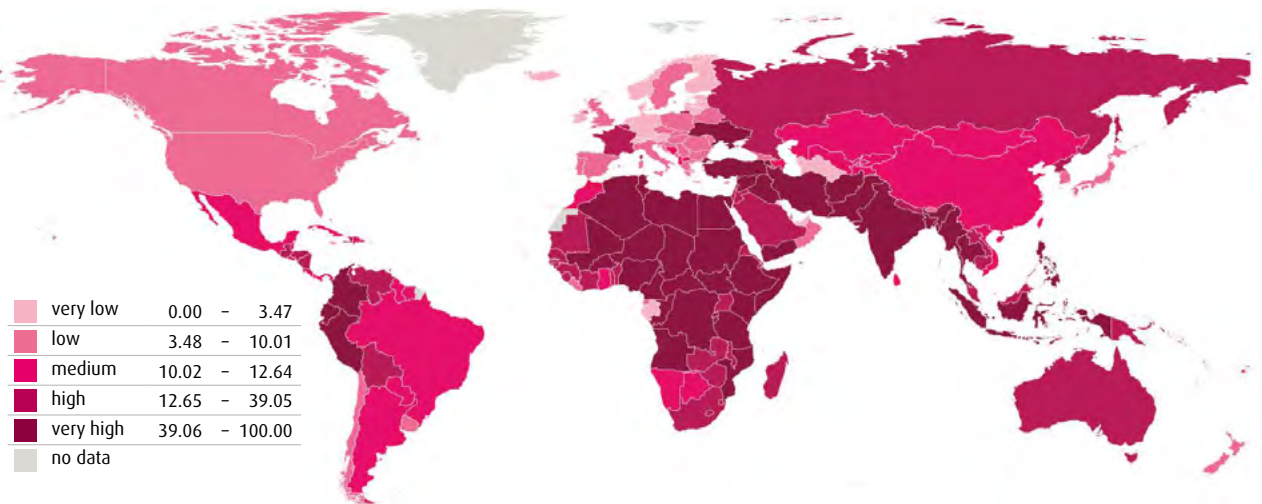 very low 0.00 – 3.47
low 3.48 – 10.01
medium 10.02 – 12.64
high 12.65 – 39.05
very high 39.06 – 100.00
no data